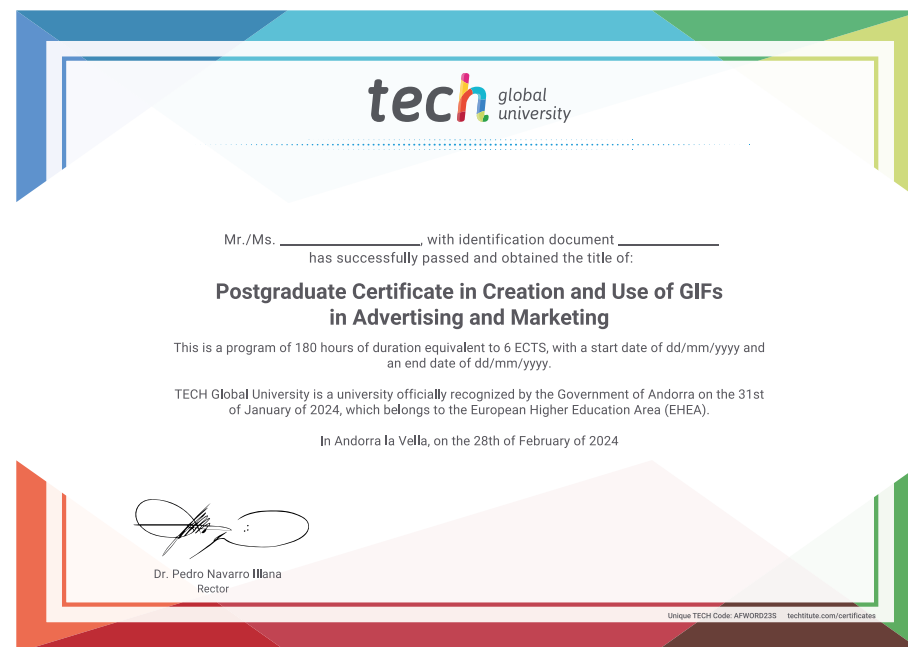 tech global
university
Mr./Ms. ____________________, with identification document ______________
has successfully passed and obtained the title of:
Postgraduate Certificate in Creation and Use of GIFs
in Advertising and Marketing
This is a program of 180 hours of duration equivalent to 6 ECTS, with a start date of dd/mm/yyyy and
an end date of dd/mm/yyyy.
TECH Global University is a university officially recognized by the Government of Andorra on the 31st
of January of 2024, which belongs to the European Higher Education Area (EHEA).
In Andorra la Vella, on the 28th of February of 2024
Dr. Pedro Navarro Illana
Rector
Unique TECH Code: AFWORD23S techtitute.com/certificates